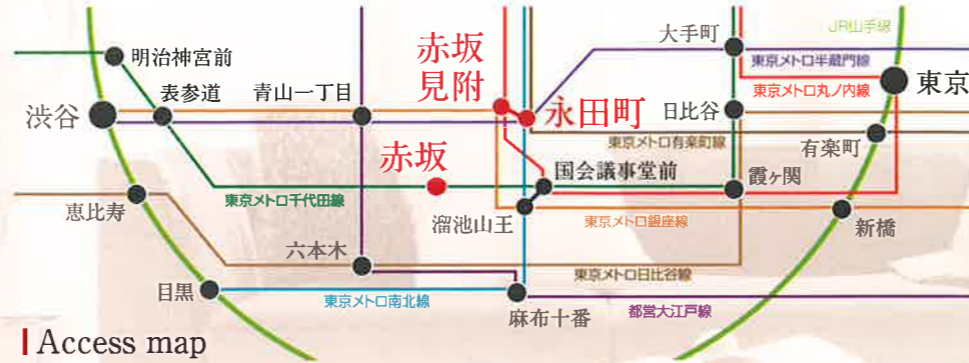 JR山手線
大手町
明治神宮前
赤坂
見附
東京メトロ半蔵門線
東京
表参道
青山一丁目
東京メトロ丸ノ内線
渋谷
永田町
日比谷
東京メトロ有楽町線
有楽町
赤坂
国会議事堂前
霞ヶ関
東京メトロ千代田線
恵比寿
溜池山王
東京メトロ銀座線
新橋
六本木
東京メトロ日比谷線
目黒
東京メトロ南北線
麻布十番
都営大江戸線
Access map